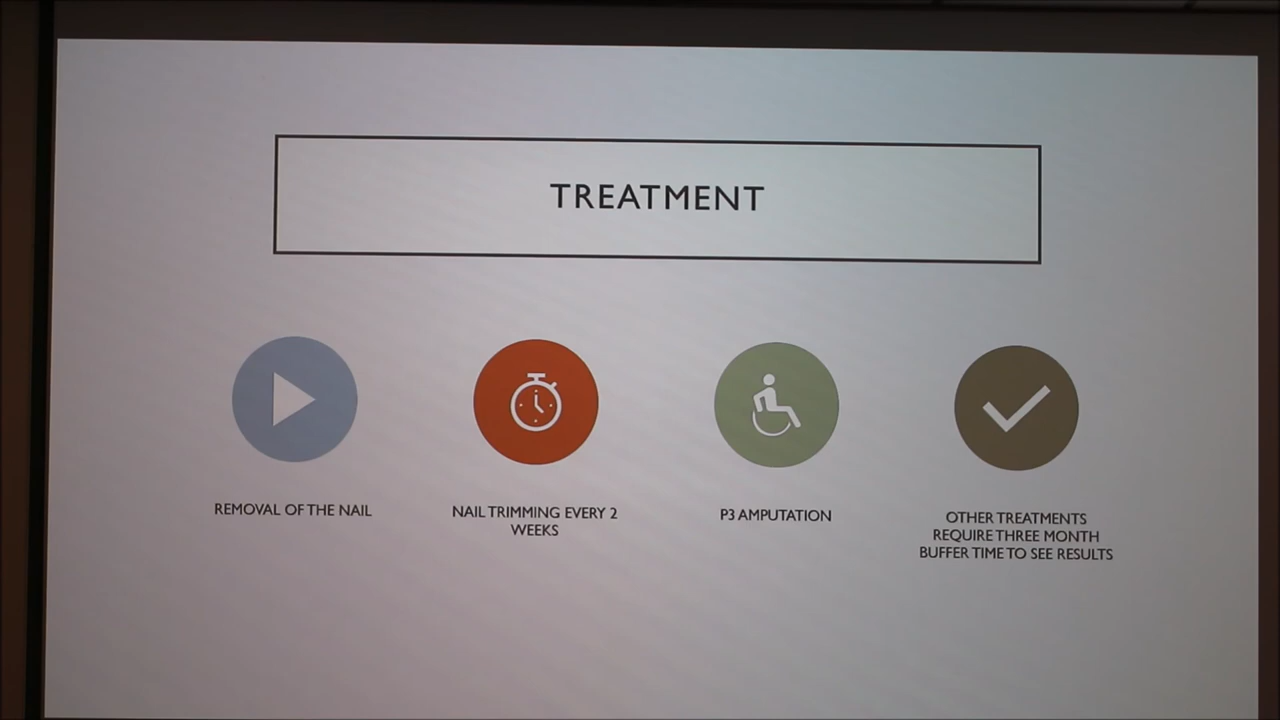 TREATMENT
REMOVAL OF THE NAIL
NAIL TRIMMING EVERY 2
WEEKS
P3 AMPUTATION
OTHER TREATMENTS
REQUIRE THREE MONTH
BUFFER TIME TO SEE RESULTS